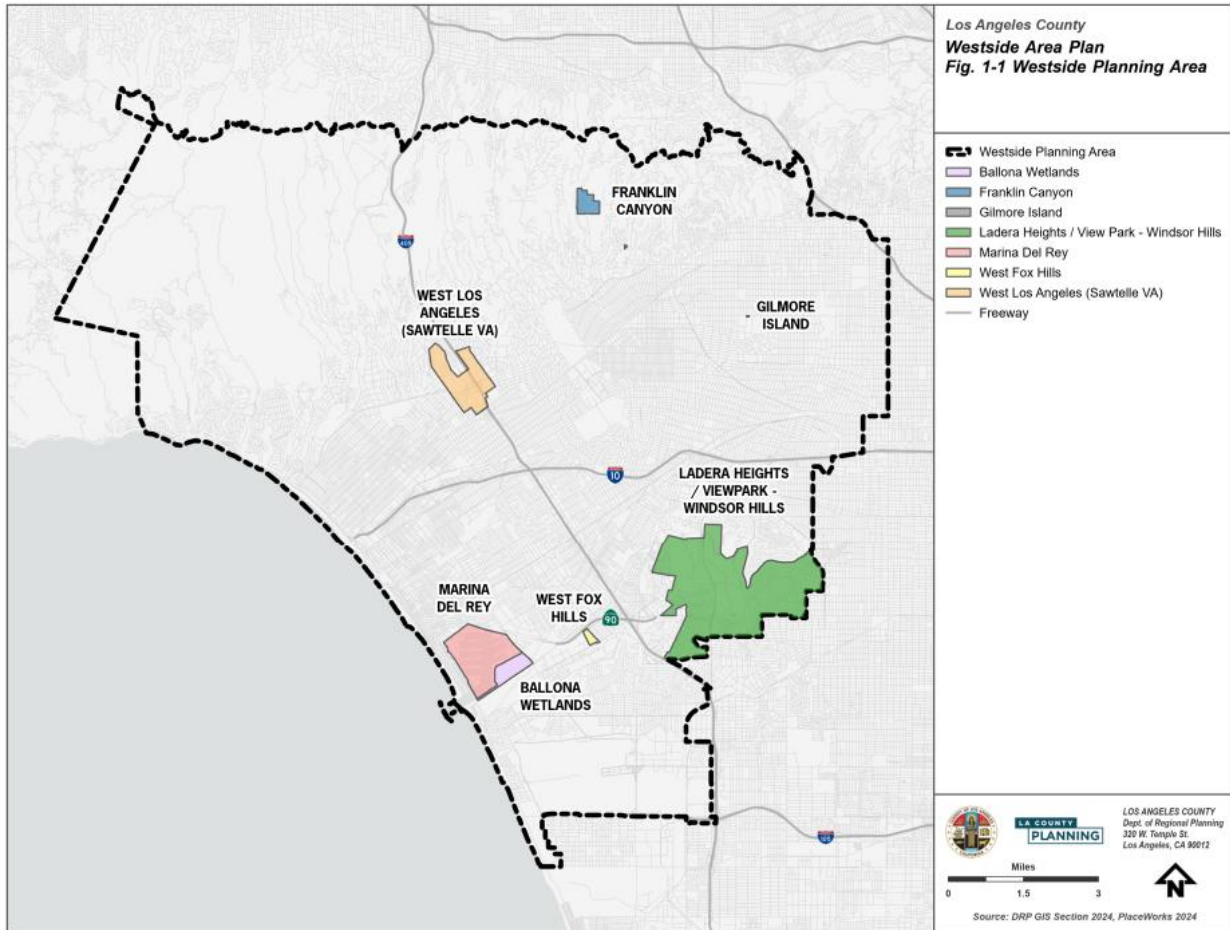 Los Angeles County
Westside Area Plan
Fig. 1-1 Westside Planning Area
Westside Planning Area
Ballona Wetlands
Franklin Canyon
Gilmore Island
Ladera Heights / View Park - Windsor Hills
Marina Del Rey
West Fox Hills
West Los Angeles (Sawtelle VA)
Freeway
FRANKLIN
CANYON
405
WEST LOS
ANGELES
(SAWTELLE VA)
GILMORE
ISLAND
10
LADERA HEIGHTS
/ VIEWPARK -
WINDSOR HILLS
MARINA
DEL REY
WEST FOX
HILLS
90
BALLONA
WETLANDS
105
LA COUNTY
PLANNING
LOS ANGELES COUNTY
Dept. of Regional Planning
320 W. Temple St.
Los Angeles, CA 90012
Miles
0 1.5 3
N
Source: DRP GIS Section 2024, PlaceWorks 2024